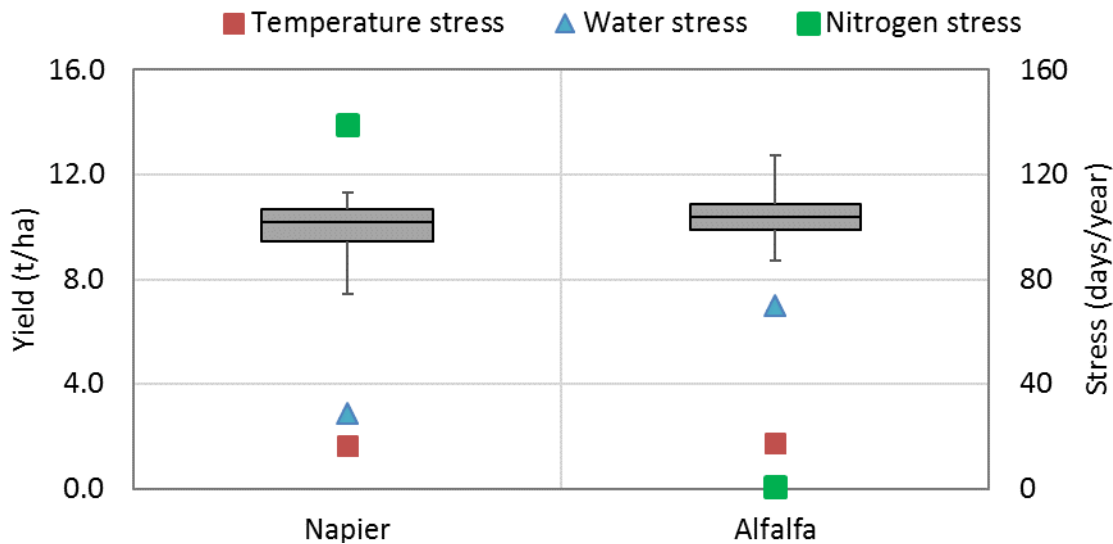 Temperature stress Water stress Nitrogen stress
16.0
12.0
8.0
4.0
0.0
Yield (t/ha)
160
120
80
40
0
Stress (days/year)
Napier Alfalfa